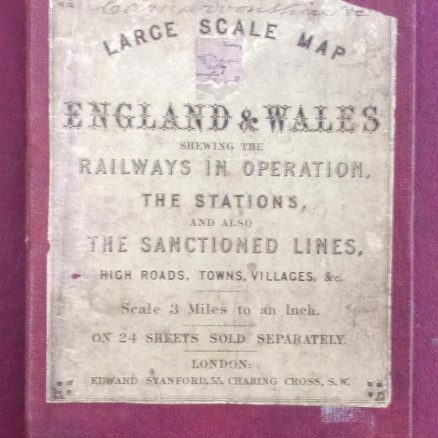 Carnarvonshire &c
LARGE SCALE MAP
ENGLAND & WALES
SHEWING THE
RAILWAYS IN OPERATION,
THE STATIONS,
AND ALSO
THE SANCTIONED LINES,
HIGH ROADS, TOWNS, VILLAGES, &c.
Scale 3 Miles to an Inch.
ON 24 SHEETS SOLD SEPARATELY.
LONDON:
EDWARD STANFORD, 55, CHARING CROSS, S.W.